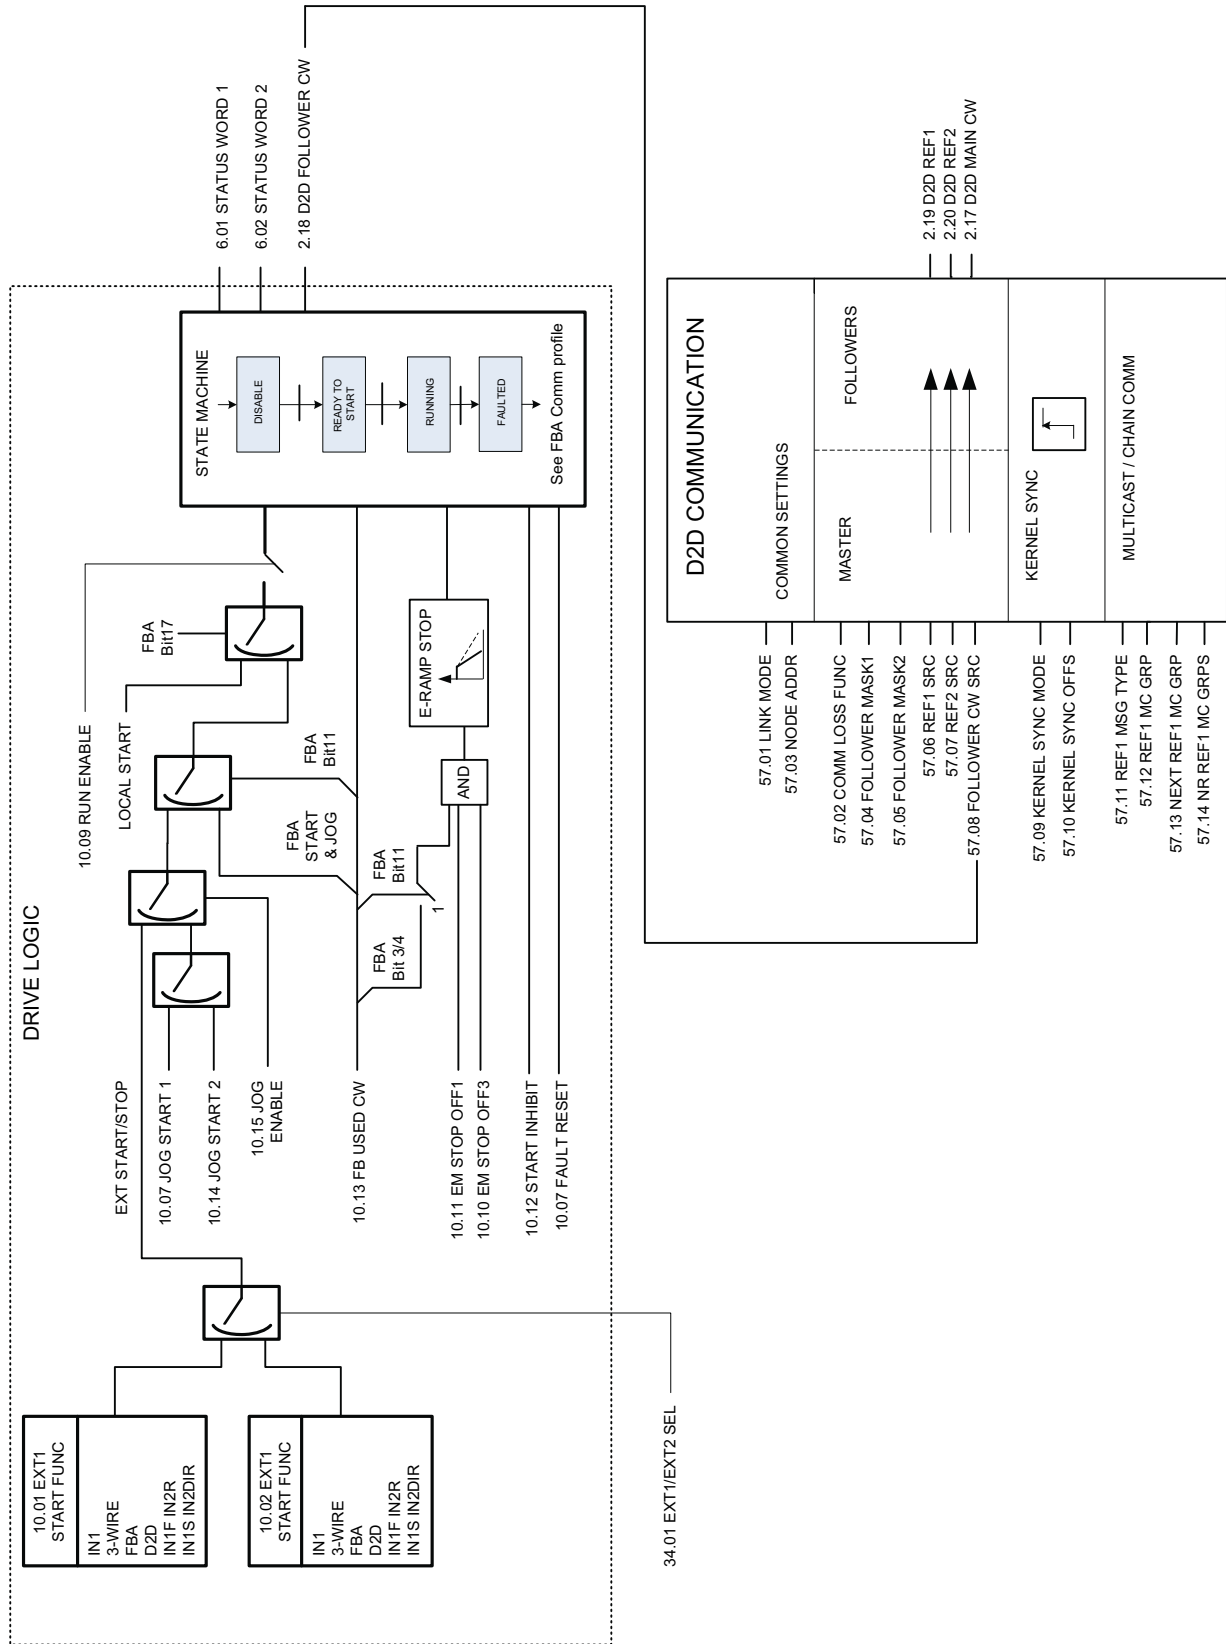 DRIVE LOGIC
10.01 EXT1
START FUNC
IN1
3-WIRE
FBA
D2D
IN1F IN2R
IN1S IN2DIR
10.02 EXT1
START FUNC
IN1
3-WIRE
FBA
D2D
IN1F IN2R
IN1S IN2DIR
34.01 EXT1/EXT2 SEL
EXT START/STOP
10.07 JOG START 1
10.14 JOG START 2
10.15 JOG
ENABLE
10.13 FB USED CW
10.11 EM STOP OFF1
10.10 EM STOP OFF3
10.12 START INHIBIT
10.07 FAULT RESET
10.09 RUN ENABLE
LOCAL START
FBA
Bit17
FBA
Bit11
FBA
START
& JOG
FBA
Bit11
FBA
Bit 3/4
1
AND
E-RAMP STOP
STATE MACHINE
DISABLE
READY TO
START
RUNNING
FAULTED
See FBA Comm profile
6.01 STATUS WORD 1
6.02 STATUS WORD 2
2.18 D2D FOLLOWER CW
D2D COMMUNICATION
COMMON SETTINGS
MASTER
FOLLOWERS
KERNEL SYNC
MULTICAST / CHAIN COMM
57.01 LINK MODE
57.03 NODE ADDR
57.02 COMM LOSS FUNC
57.04 FOLLOWER MASK1
57.05 FOLLOWER MASK2
57.06 REF1 SRC
57.07 REF2 SRC
57.08 FOLLOWER CW SRC
57.09 KERNEL SYNC MODE
57.10 KERNEL SYNC OFFS
57.11 REF1 MSG TYPE
57.12 REF1 MC GRP
57.13 NEXT REF1 MC GRP
57.14 NR REF1 MC GRPS
2.19 D2D REF1
2.20 D2D REF2
2.17 D2D MAIN CW